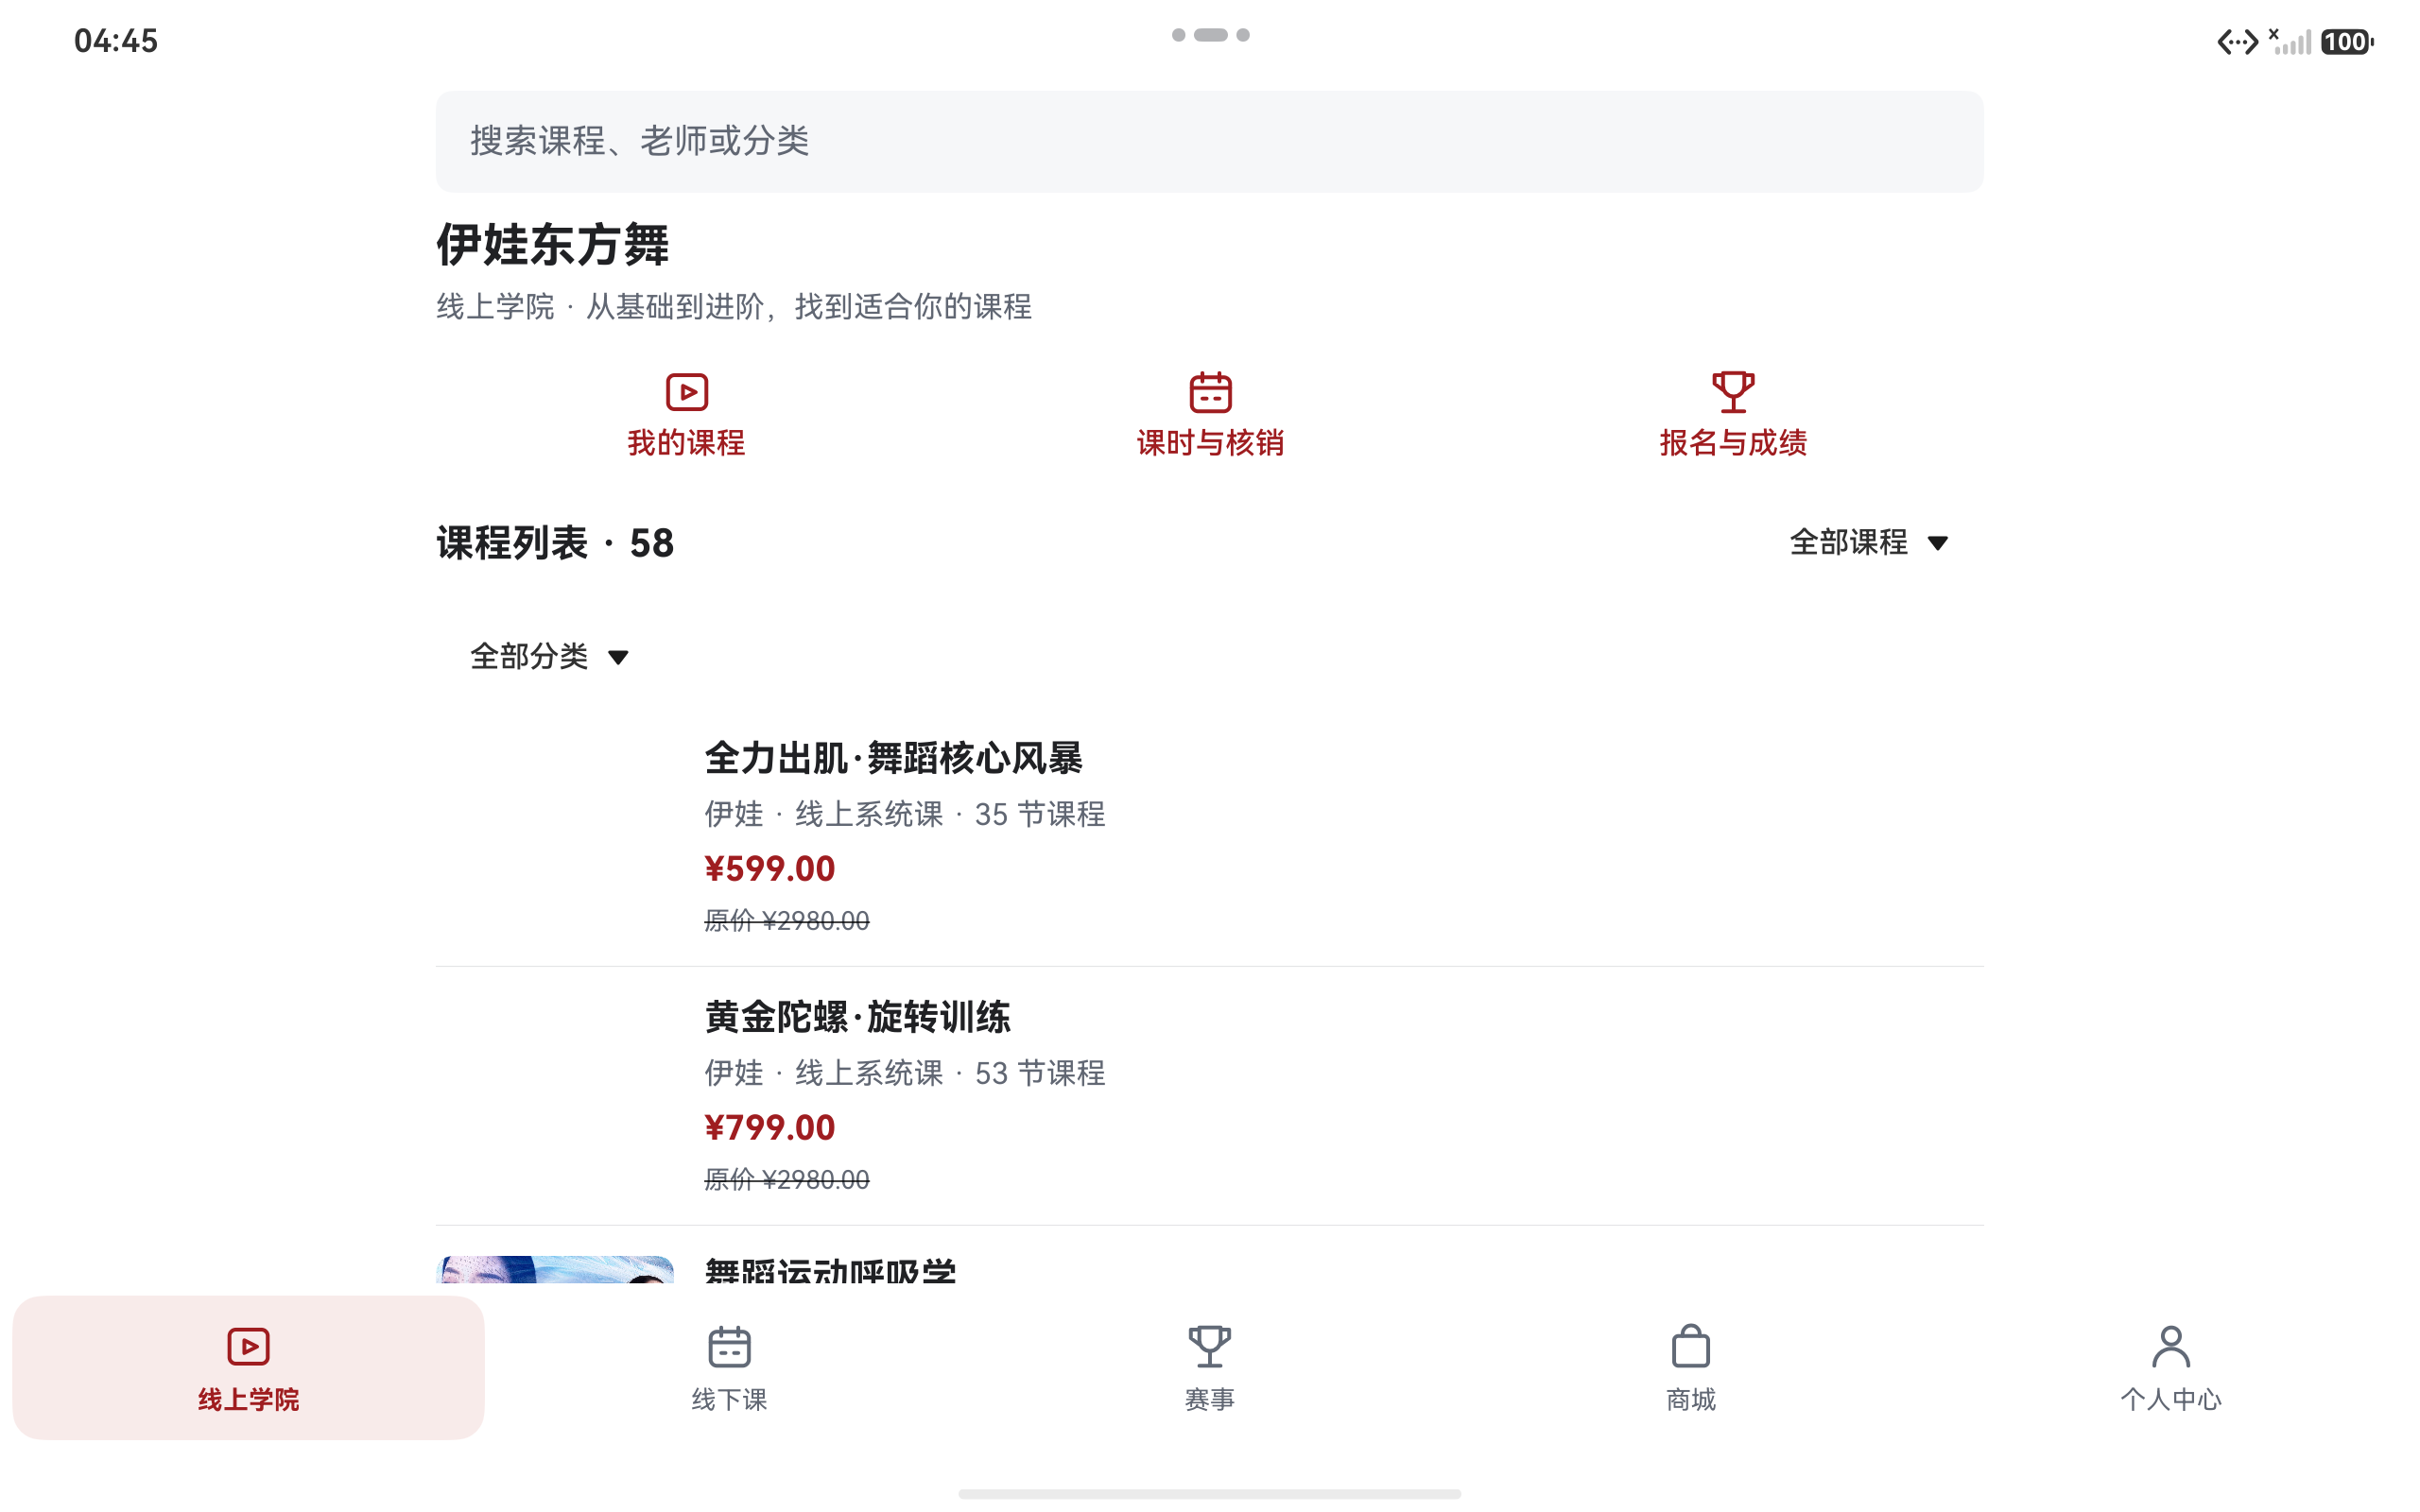 04:45
100
搜索课程、老师或分类
伊娃东方舞
线上学院 · 从基础到进阶，找到适合你的课程
我的课程
课时与核销
报名与成绩
课程列表 · 58
全部课程
全部分类
全力出肌·舞蹈核心风暴
伊娃 · 线上系统课 · 35 节课程
¥599.00
原价 ¥2980.00
黄金陀螺·旋转训练
伊娃 · 线上系统课 · 53 节课程
¥799.00
原价 ¥2980.00
舞蹈运动呼吸学
线上学院
线下课
赛事
商城
个人中心